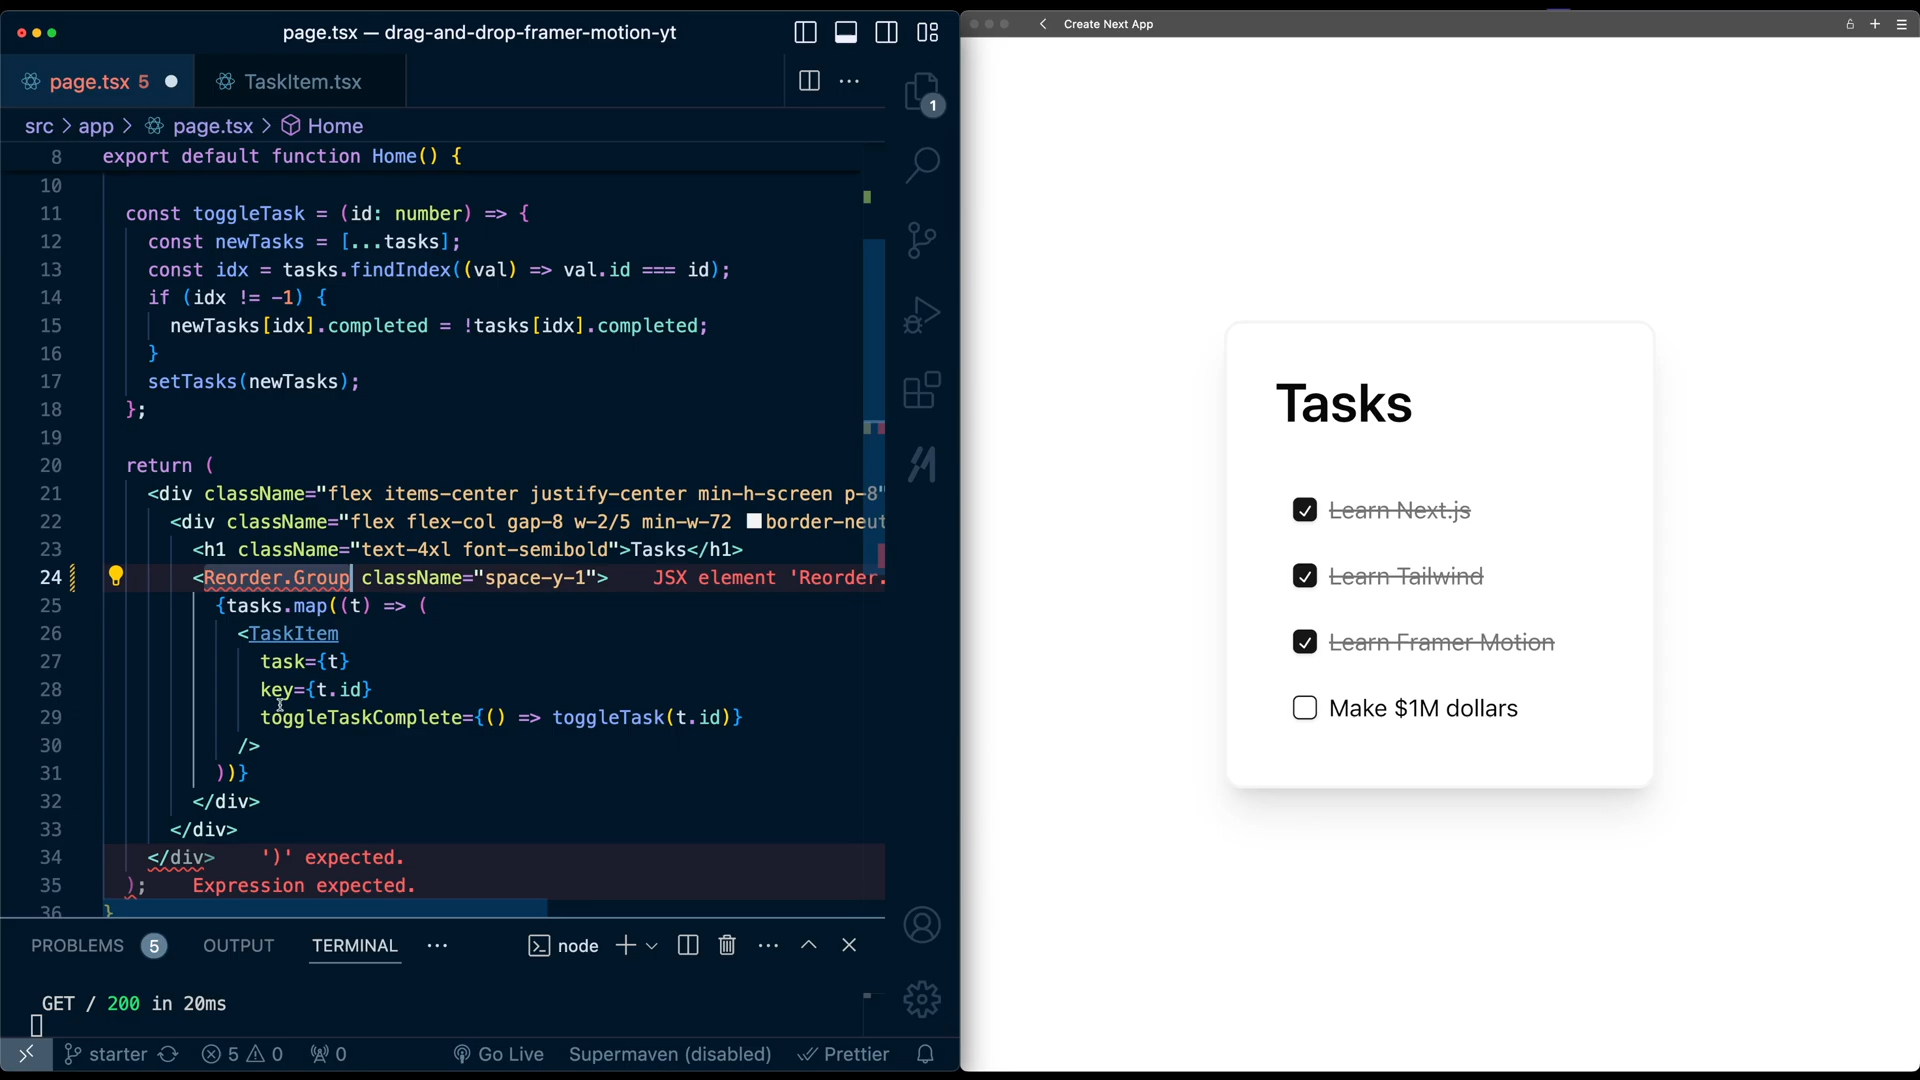 page.tsx — drag-and-drop-framer-motion-yt
page.tsx 5
TaskItem.tsx
src > app > page.tsx > Home
8 export default function Home() {
10
11 const toggleTask = (id: number) => {
12 const newTasks = [...tasks];
13 const idx = tasks.findIndex((val) => val.id === id);
14 if (idx != -1) {
15 newTasks[idx].completed = !tasks[idx].completed;
16 }
17 setTasks(newTasks);
18 };
19
20 return (
21 <div className="flex items-center justify-center min-h-screen p-8"
22 <div className="flex flex-col gap-8 w-2/5 min-w-72 border-neut
23 <h1 className="text-4xl font-semibold">Tasks</h1>
24 <Reorder.Group className="space-y-1"> JSX element 'Reorder.
25 {tasks.map((t) => (
26 <TaskItem
27 task={t}
28 key={t.id}
29 toggleTaskComplete={() => toggleTask(t.id)}
30 />
31 ))}
32 </div>
33 </div>
34 </div> ')' expected.
35 ); Expression expected.
36 }
PROBLEMS 5 OUTPUT TERMINAL ··· node
GET / 200 in 20ms
starter 5 0 0 Go Live Supermaven (disabled) Prettier
1
Create Next App
Tasks
Learn Next.js
Learn Tailwind
Learn Framer Motion
Make $1M dollars